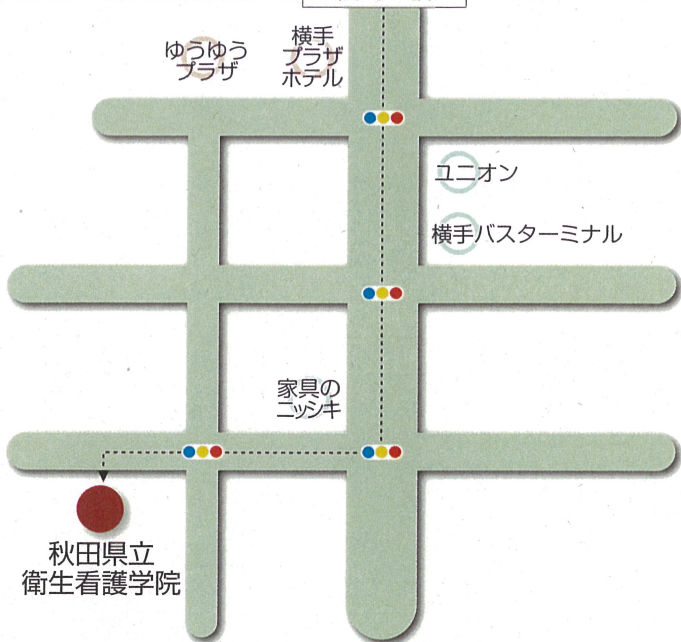 ゆうゆう
プラザ
横手
プラザ
ホテル
ユニオン
横手バスターミナル
家具の
ニッシキ
秋田県立
衛生看護学院